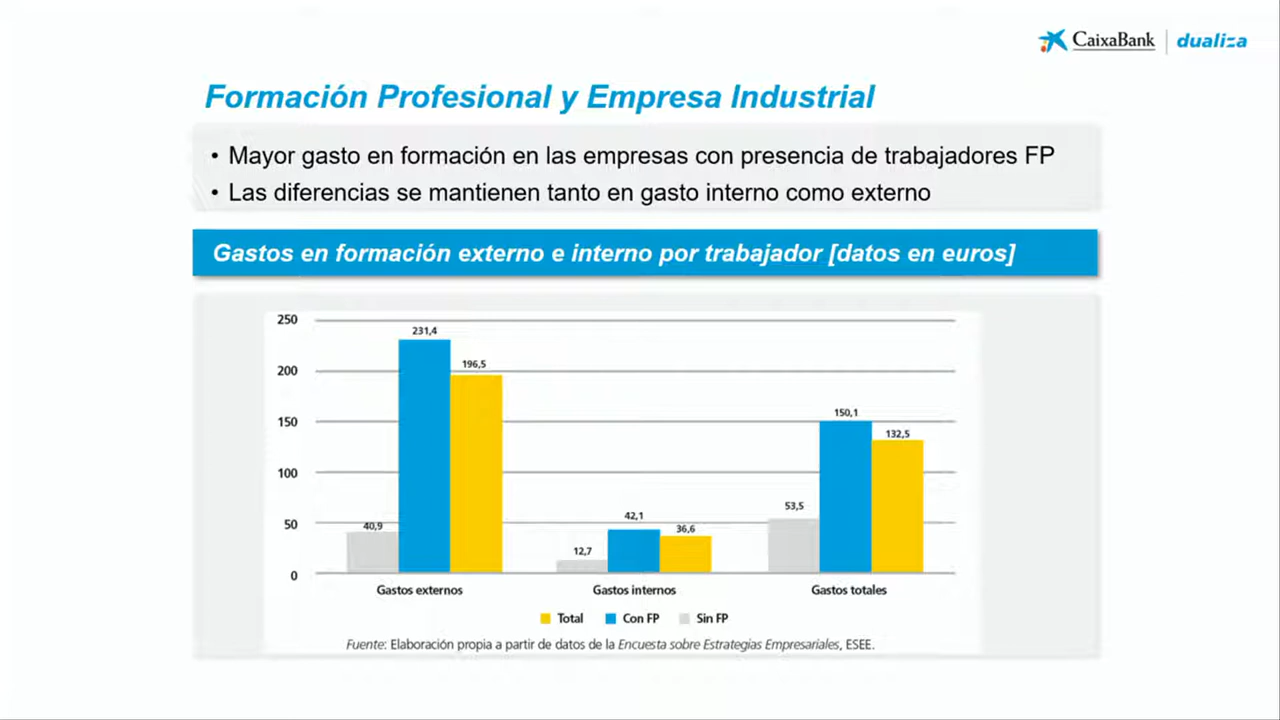 CaixaBank dualiza
Formación Profesional y Empresa Industrial
• Mayor gasto en formación en las empresas con presencia de trabajadores FP
• Las diferencias se mantienen tanto en gasto interno como externo
Gastos en formación externo e interno por trabajador [datos en euros]
250
200
150
100
50
0
231,4
196,5
40,9
42,1
36,6
12,7
150,1
132,5
53,5
Gastos externos Gastos internos Gastos totales
Total Con FP Sin FP
Fuente: Elaboración propia a partir de datos de la Encuesta sobre Estrategias Empresariales, ESEE.